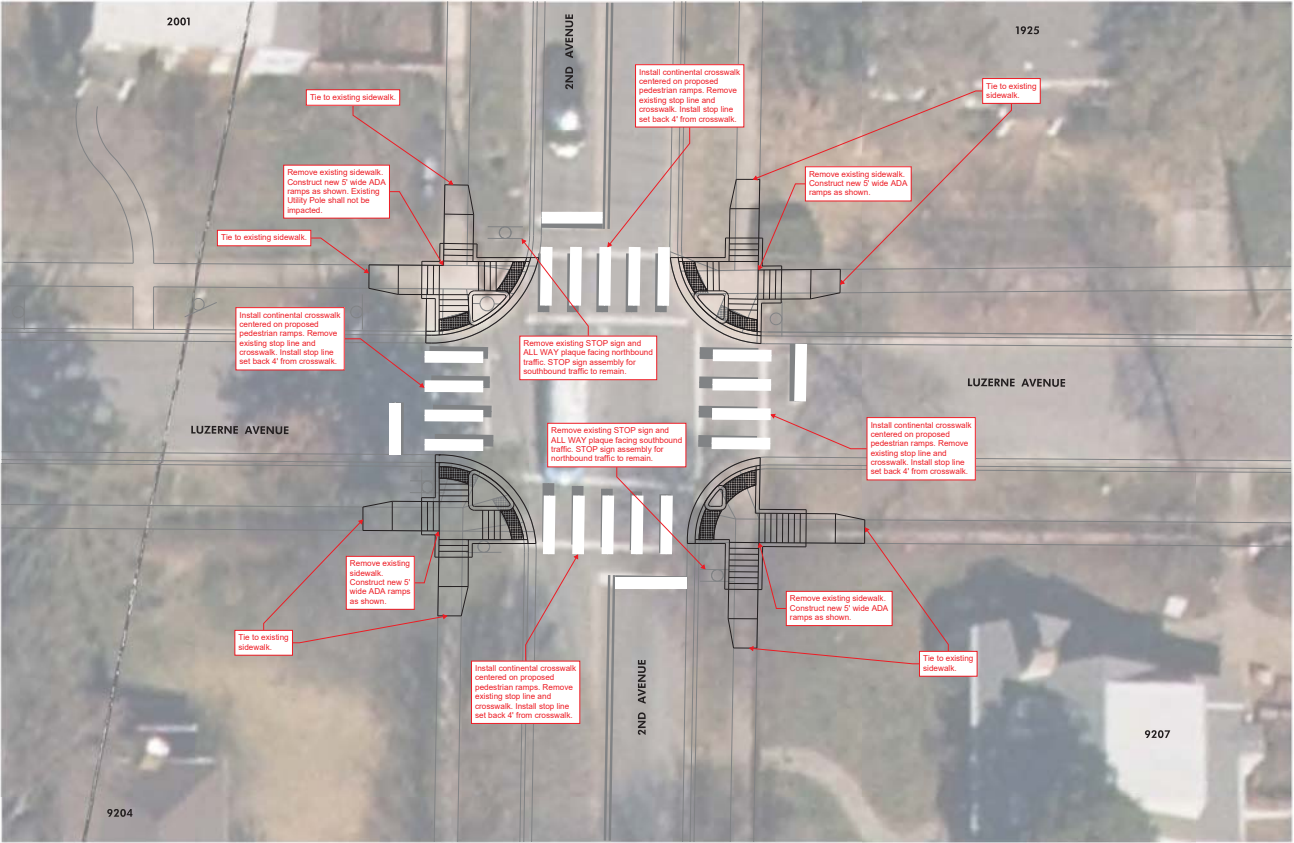 2001
2ND AVENUE
1925
Install continental crosswalk
centered on proposed
pedestrian ramps. Remove
existing stop line and
crosswalk. Install stop line
set back 4' from crosswalk.
Tie to existing sidewalk.
Tie to existing
sidewalk.
Remove existing sidewalk.
Construct new 5' wide ADA
ramps as shown. Existing
Utility Pole shall not be
impacted.
Remove existing sidewalk.
Construct new 5' wide ADA
ramps as shown.
Tie to existing sidewalk.
Install continental crosswalk
centered on proposed
pedestrian ramps. Remove
existing stop line and
crosswalk. Install stop line
set back 4' from crosswalk.
Remove existing STOP sign and
ALL WAY plaque facing northbound
traffic. STOP sign assembly for
southbound traffic to remain.
LUZERNE AVENUE
LUZERNE AVENUE
Remove existing STOP sign and
ALL WAY plaque facing southbound
traffic. STOP sign assembly for
northbound traffic to remain.
Install continental crosswalk
centered on proposed
pedestrian ramps. Remove
existing stop line and
crosswalk. Install stop line
set back 4' from crosswalk.
Remove existing
sidewalk.
Construct new 5'
wide ADA ramps
as shown.
Remove existing sidewalk.
Construct new 5' wide ADA
ramps as shown.
Tie to existing
sidewalk.
Tie to existing
sidewalk.
Install continental crosswalk
centered on proposed
pedestrian ramps. Remove
existing stop line and
crosswalk. Install stop line
set back 4' from crosswalk.
2ND AVENUE
9207
9204